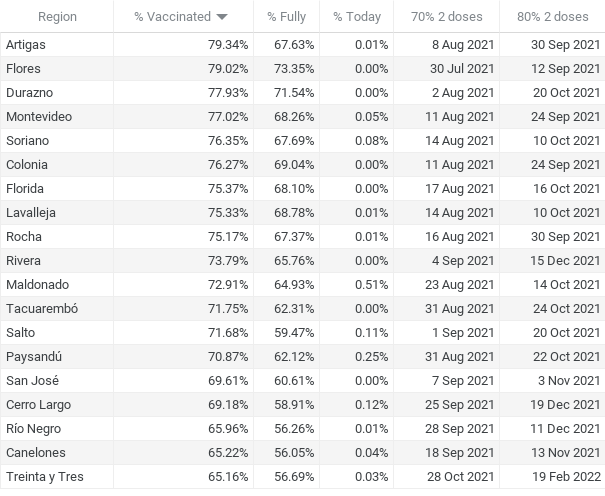 Region % Vaccinated % Fully % Today 70% 2 doses 80% 2 doses
Artigas 79.34% 67.63% 0.01% 8 Aug 2021 30 Sep 2021
Flores 79.02% 73.35% 0.00% 30 Jul 2021 12 Sep 2021
Durazno 77.93% 71.54% 0.00% 2 Aug 2021 20 Oct 2021
Montevideo 77.02% 68.26% 0.05% 11 Aug 2021 24 Sep 2021
Soriano 76.35% 67.69% 0.08% 14 Aug 2021 10 Oct 2021
Colonia 76.27% 69.04% 0.00% 11 Aug 2021 24 Sep 2021
Florida 75.37% 68.10% 0.00% 17 Aug 2021 16 Oct 2021
Lavalleja 75.33% 68.78% 0.01% 14 Aug 2021 10 Oct 2021
Rocha 75.17% 67.37% 0.01% 16 Aug 2021 30 Sep 2021
Rivera 73.79% 65.76% 0.00% 4 Sep 2021 15 Dec 2021
Maldonado 72.91% 64.93% 0.51% 23 Aug 2021 14 Oct 2021
Tacuarembó 71.75% 62.31% 0.00% 31 Aug 2021 24 Oct 2021
Salto 71.68% 59.47% 0.11% 1 Sep 2021 20 Oct 2021
Paysandú 70.87% 62.12% 0.25% 31 Aug 2021 22 Oct 2021
San José 69.61% 60.61% 0.00% 7 Sep 2021 3 Nov 2021
Cerro Largo 69.18% 58.91% 0.12% 25 Sep 2021 19 Dec 2021
Río Negro 65.96% 56.26% 0.01% 28 Sep 2021 11 Dec 2021
Canelones 65.22% 56.05% 0.04% 18 Sep 2021 13 Nov 2021
Treinta y Tres 65.16% 56.69% 0.03% 28 Oct 2021 19 Feb 2022